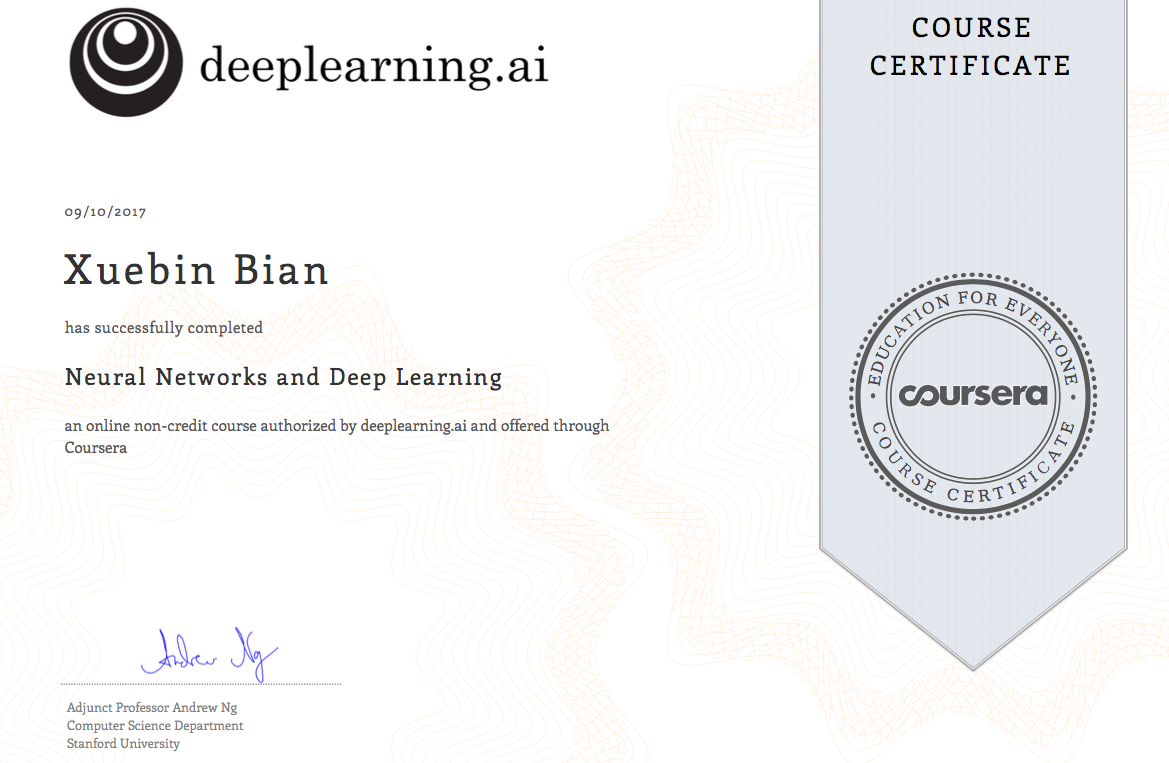 deeplearning.ai
COURSE
CERTIFICATE
09/10/2017
Xuebin Bian
has successfully completed
Neural Networks and Deep Learning
an online non-credit course authorized by deeplearning.ai and offered through
Coursera
EDUCATION FOR EVERYONE
coursera
COURSE CERTIFICATE
Andrew Ng
Adjunct Professor Andrew Ng
Computer Science Department
Stanford University